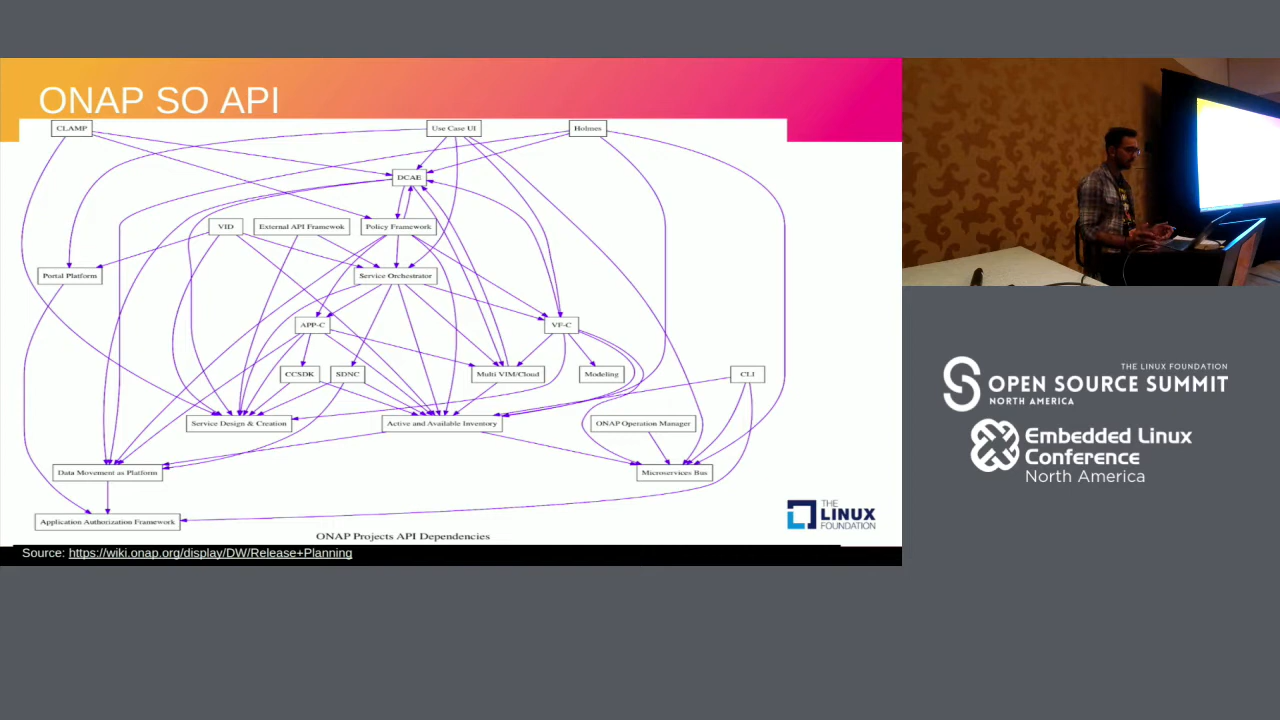 ONAP SO API
CLAMP
Use Case UI
Holmes
DCAE
VID
External API Framewok
Policy Framework
Portal Platform
Service Orchestrator
APP-C
VF-C
CCSDK
SDNC
Multi VIM/Cloud
Modeling
CLI
Service Design & Creation
Active and Available Inventory
ONAP Operation Manager
Data Movement as Platform
Microservices Bus
Application Authorization Framework
ONAP Projects API Dependencies
THE
LINUX
FOUNDATION
Source: https://wiki.onap.org/display/DW/Release+Planning
THE LINUX FOUNDATION
OPEN SOURCE SUMMIT
NORTH AMERICA
Embedded Linux
Conference
North America